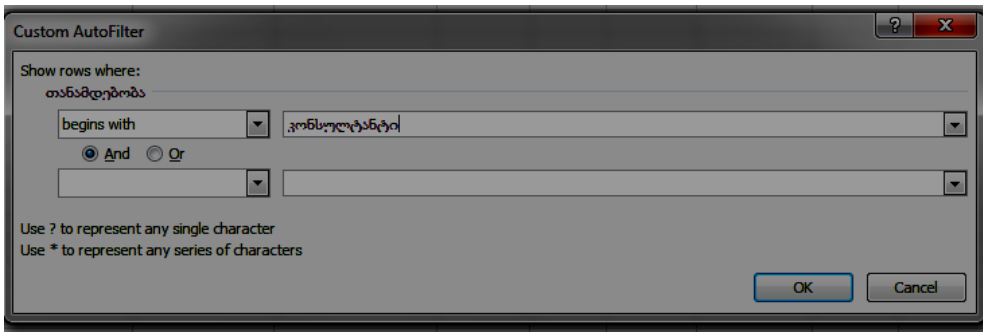 Custom AutoFilter
Show rows where:
თანამდებობა
begins with კონსულტანტი
And Or
Use ? to represent any single character
Use * to represent any series of characters
OK Cancel